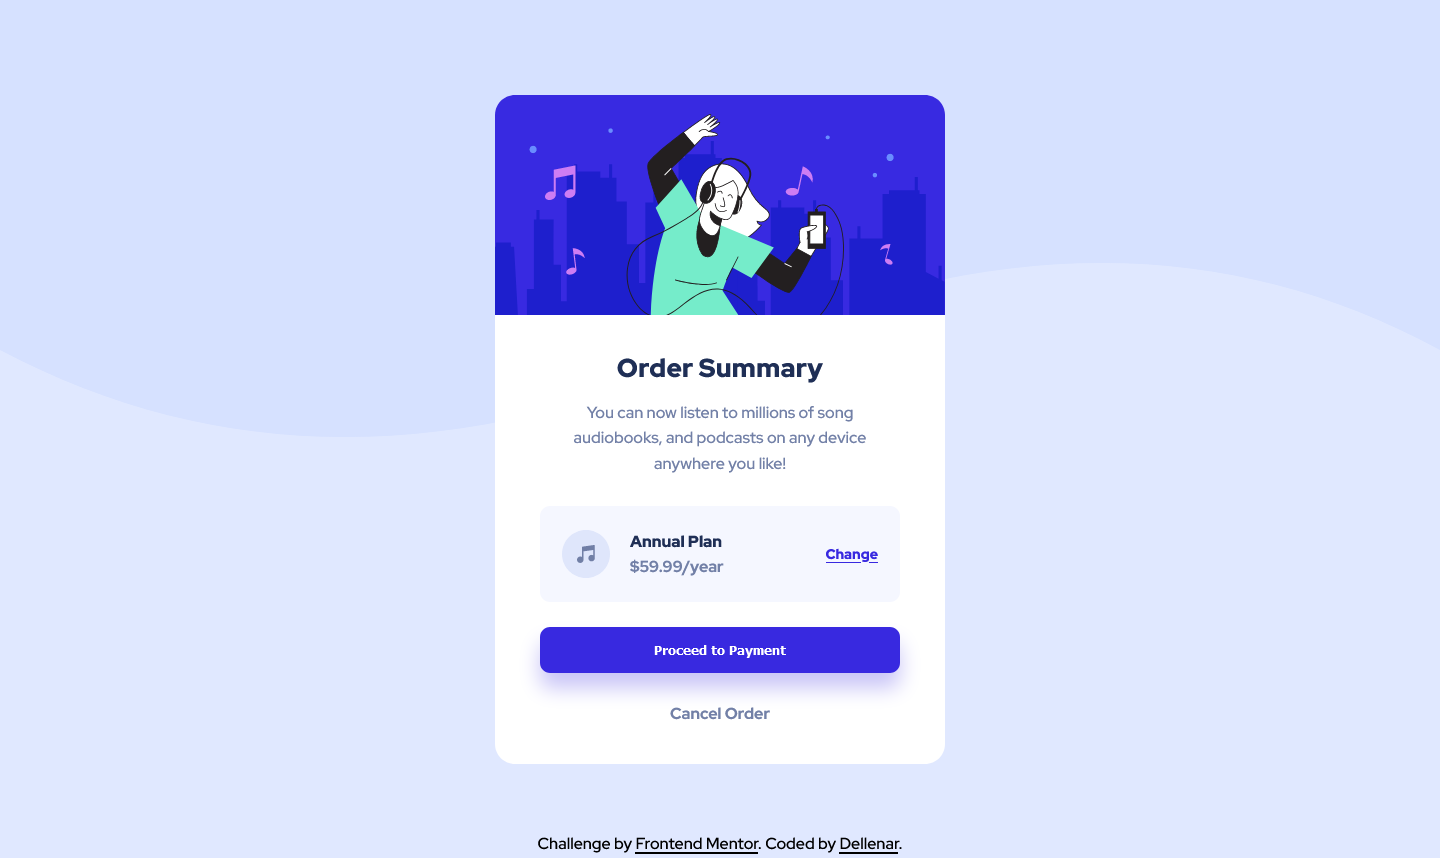 Order Summary
You can now listen to millions of song
audiobooks, and podcasts on any device
anywhere you like!
Annual Plan
$59.99/year
Change
Proceed to Payment
Cancel Order
Challenge by Frontend Mentor. Coded by Dellenar.